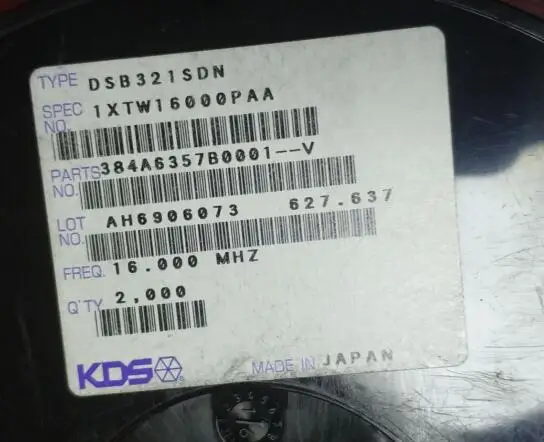 TYPE DSB321SDN
SPEC NO. 1XTW16000PAA
PARTS NO. 384A6357B0001--V
LOT NO. AH6906073 627.637
FREQ. 16.000 MHZ
Q'TY 2,000
KDS MADE IN JAPAN